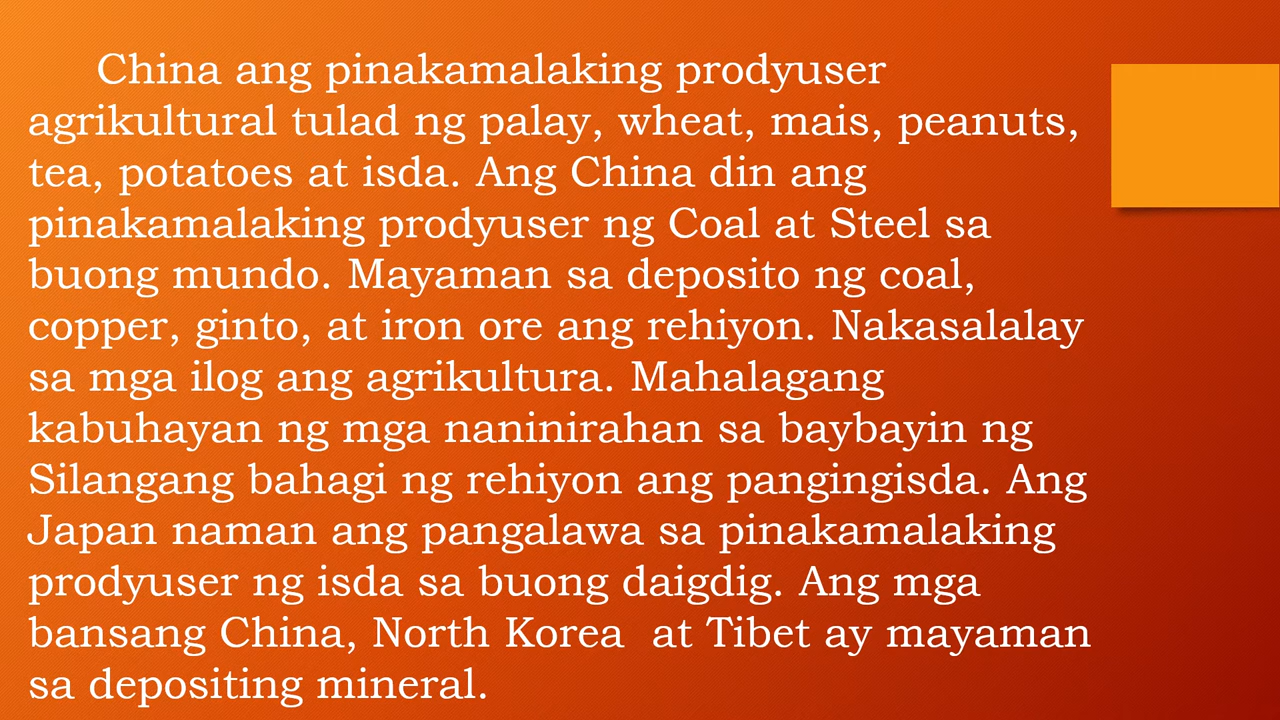 China ang pinakamalaking prodyuser
agrikultural tulad ng palay, wheat, mais, peanuts,
tea, potatoes at isda. Ang China din ang
pinakamalaking prodyuser ng Coal at Steel sa
buong mundo. Mayaman sa deposito ng coal,
copper, ginto, at iron ore ang rehiyon. Nakasalalay
sa mga ilog ang agrikultura. Mahalagang
kabuhayan ng mga naninirahan sa baybayin ng
Silangang bahagi ng rehiyon ang pangingisda. Ang
Japan naman ang pangalawa sa pinakamalaking
prodyuser ng isda sa buong daigdig. Ang mga
bansang China, North Korea  at Tibet ay mayaman
sa depositing mineral.